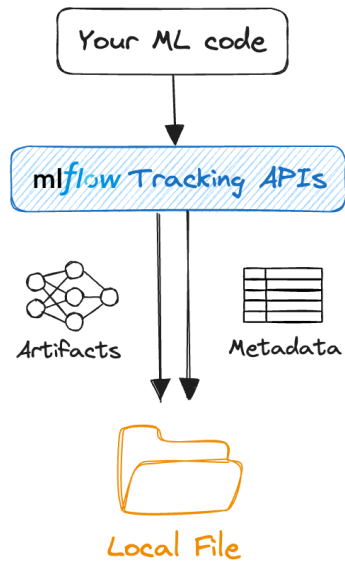 Your ML code
mlflow Tracking APIs
Artifacts
Metadata
Local File